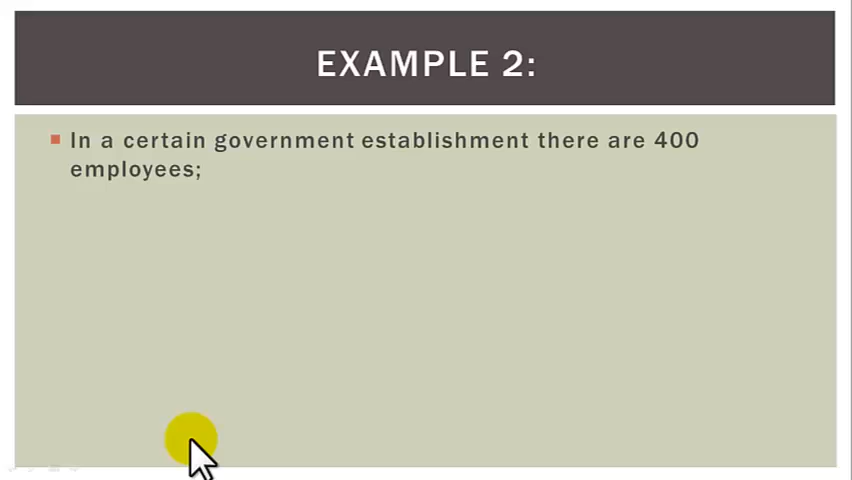 EXAMPLE 2:
In a certain government establishment there are 400
employees;